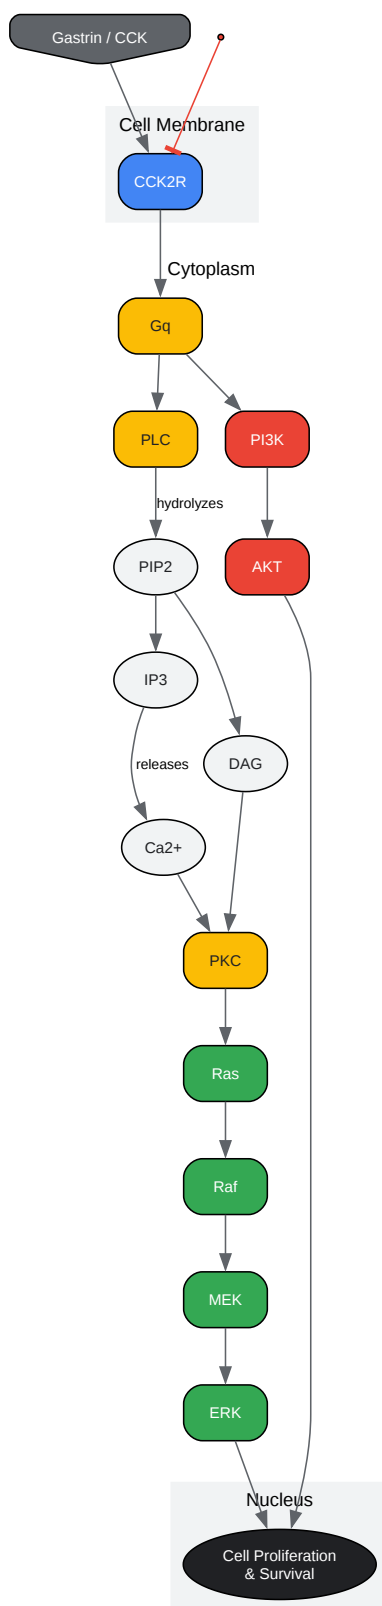 Gastrin / CCK
Cell Membrane
CCK2R
Cytoplasm
Gq
PLC
PI3K
hydrolyzes
PIP2
AKT
IP3
releases
DAG
Ca2+
PKC
Ras
Raf
MEK
ERK
Nucleus
Cell Proliferation
& Survival